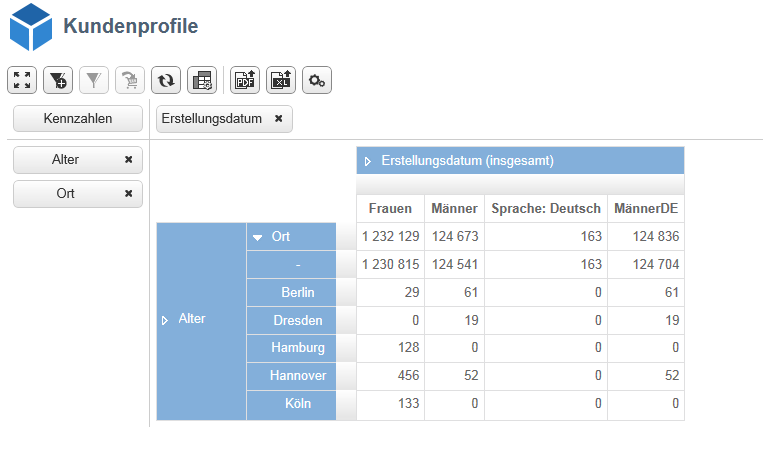 Kundenprofile
PDF XL
Kennzahlen Erstellungsdatum
Alter
Ort
Erstellungsdatum (insgesamt)
Frauen Männer Sprache: Deutsch MännerDE
Ort 1 232 129 124 673 163 124 836
- 1 230 815 124 541 163 124 704
Berlin 29 61 0 61
Alter
Dresden 0 19 0 19
Hamburg 128 0 0 0
Hannover 456 52 0 52
Köln 133 0 0 0